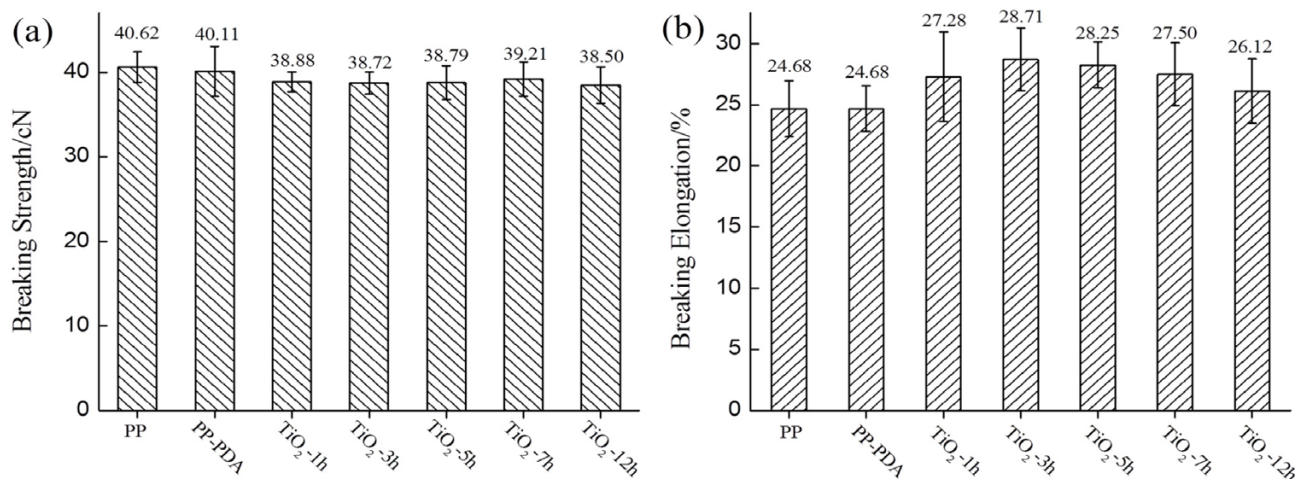 (a)
Breaking Strength/cN
40
30
20
10
0
40.62
40.11
38.88
38.72
38.79
39.21
38.50
PP
PP-PDA
TiO₂-1h
TiO₂-3h
TiO₂-5h
TiO₂-7h
TiO₂-12h
(b)
Breaking Elongation/%
30
25
20
15
10
5
0
24.68
24.68
27.28
28.71
28.25
27.50
26.12
PP
PP-PDA
TiO₂-1h
TiO₂-3h
TiO₂-5h
TiO₂-7h
TiO₂-12h